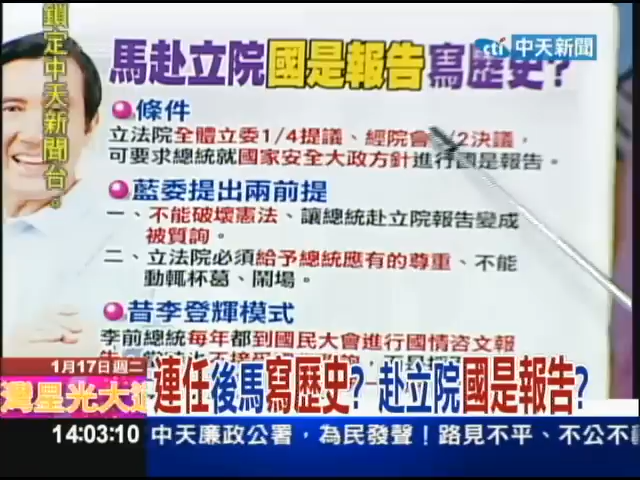 鎖定中天新聞台。
cti 中天新聞
馬赴立院國是報告寫歷史?
條件
立法院全體立委1/4提議、經院會/2決議,
可要求總統就國家安全大政方針進行國是報告。
藍委提出兩前提
一、不能破壞憲法、讓總統赴立院報告變成
被質詢。
二、立法院必須給予總統應有的尊重、不能
動輒杯葛、鬧場。
昔李登輝模式
李前總統每年都到國民大會進行國情咨文報
1月17日週二
灣星光大道
連任後馬寫歷史? 赴立院國是報告?
14:03:10
中天廉政公署,為民發聲!路見不平、不公不